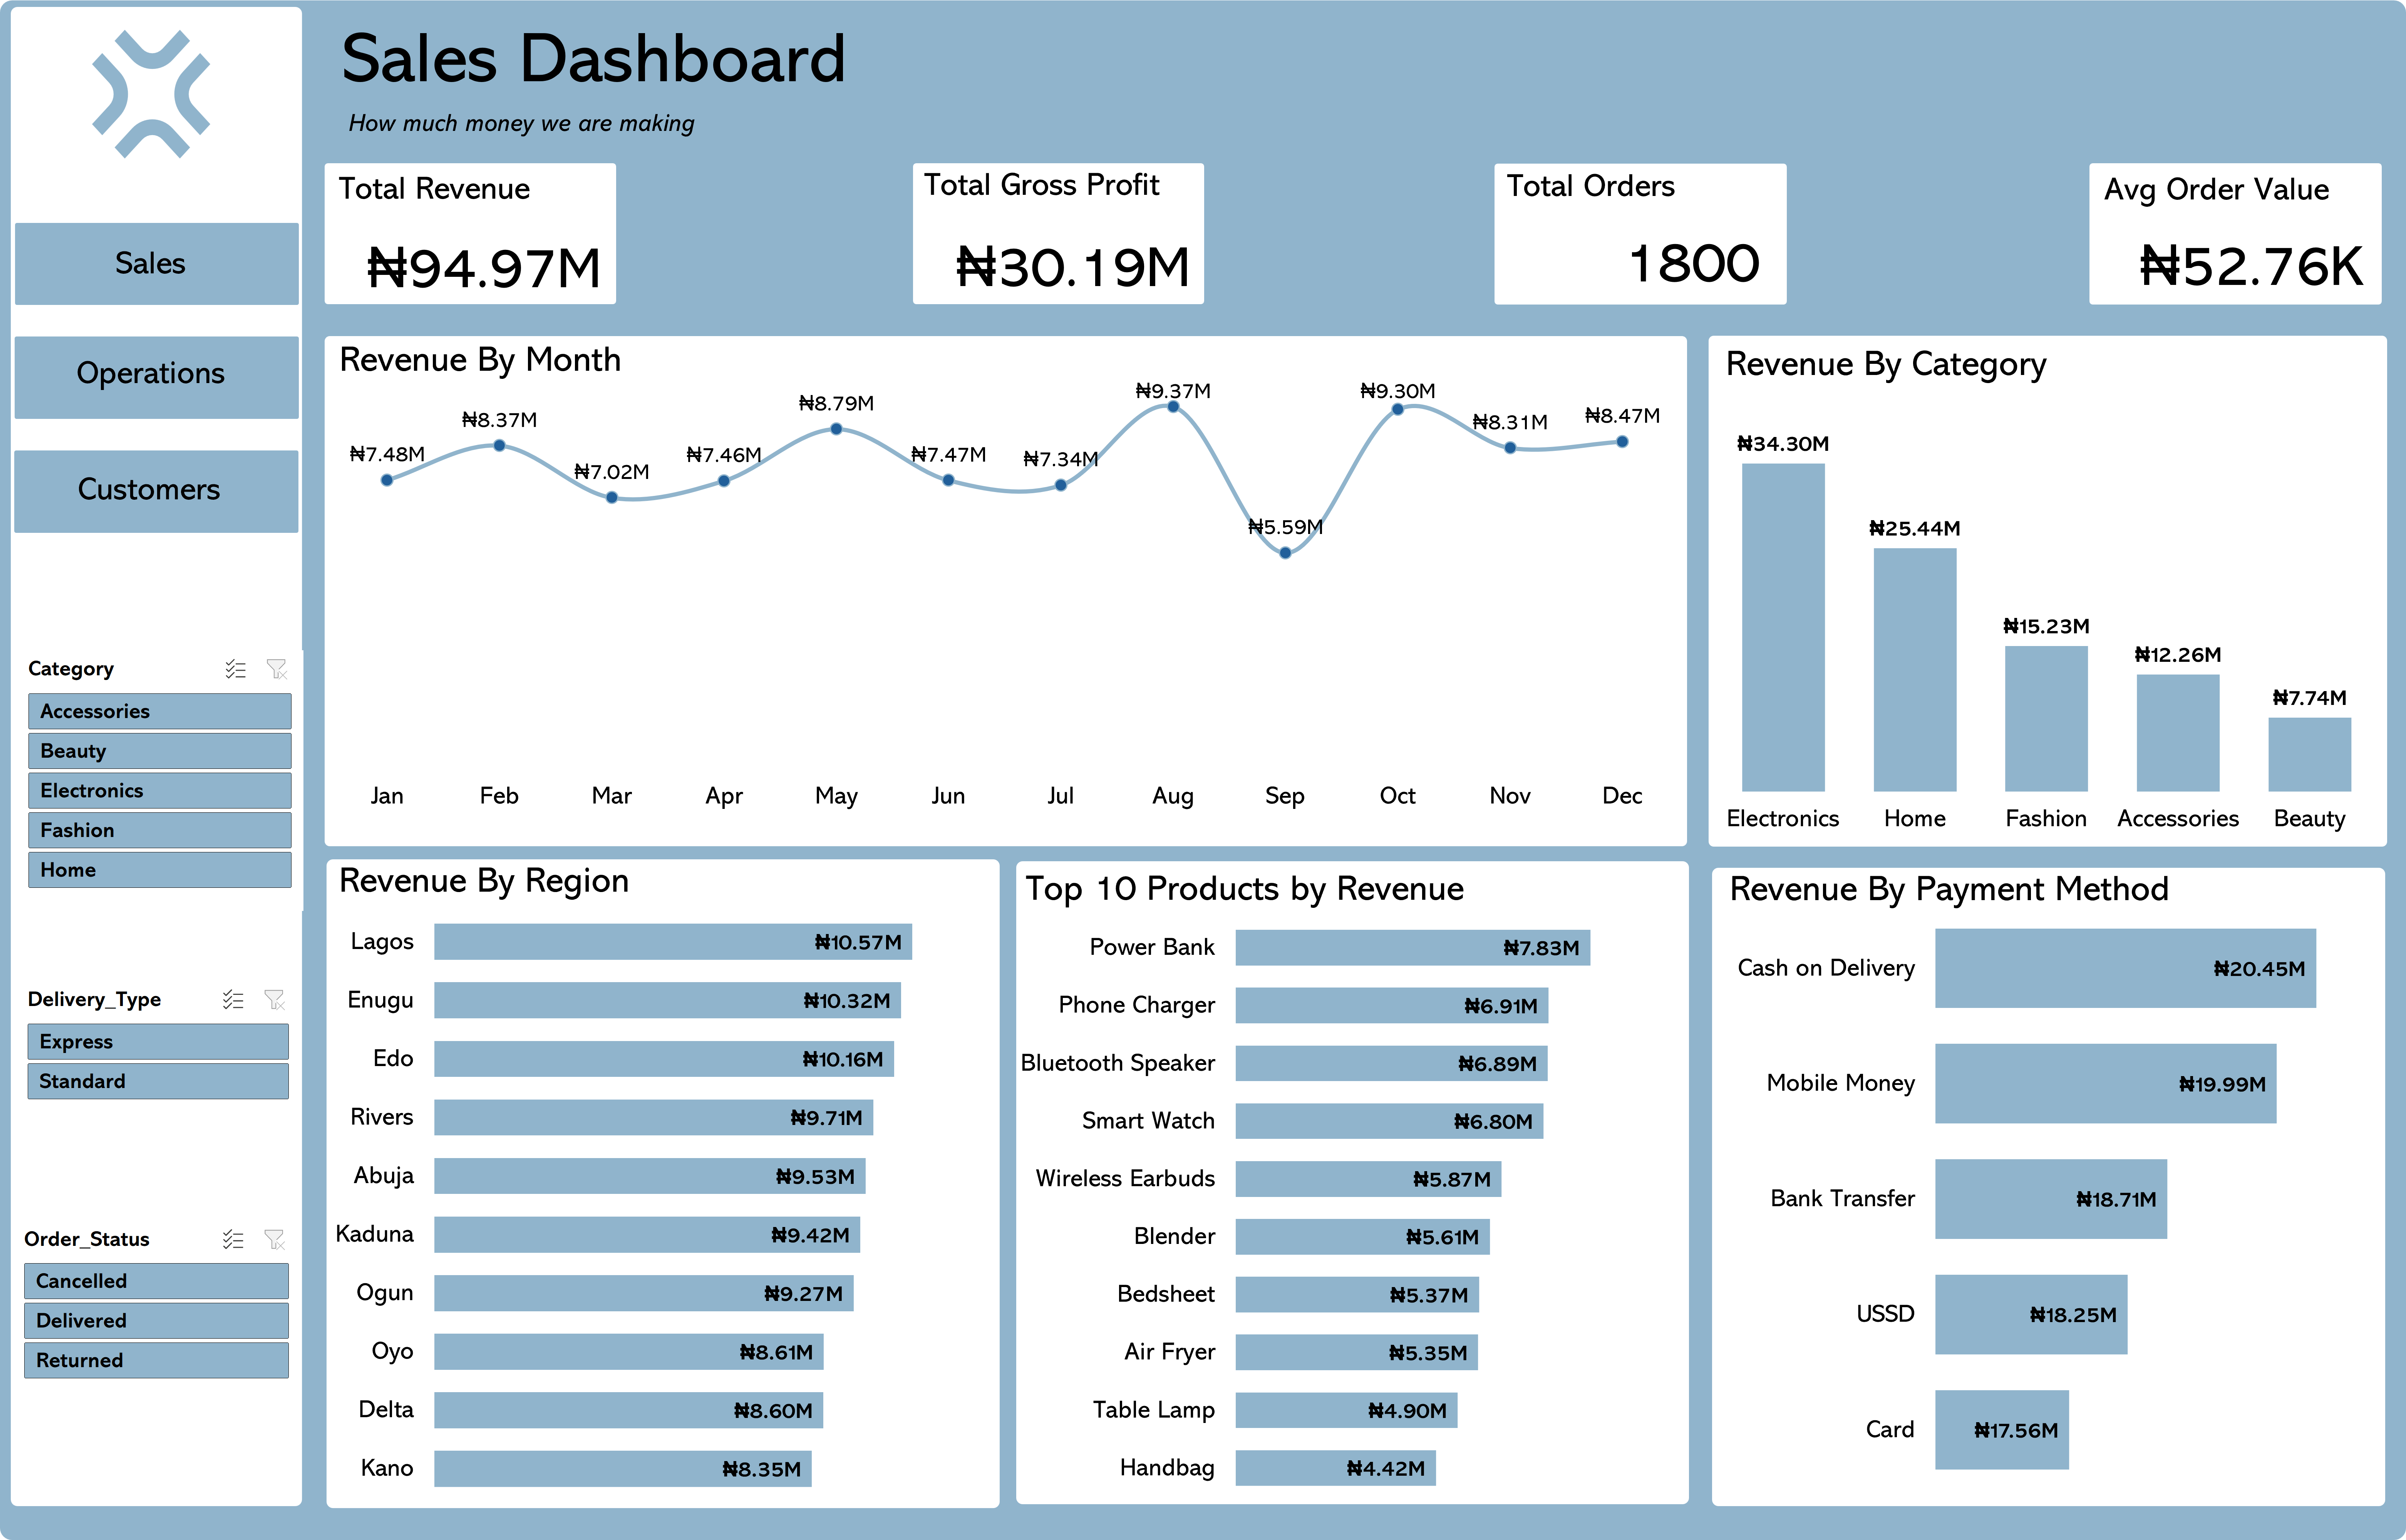 Sales Dashboard
How much money we are making
Sales
Operations
Customers
Category
Accessories
Beauty
Electronics
Fashion
Home
Delivery_Type
Express
Standard
Order_Status
Cancelled
Delivered
Returned
Total Revenue
₦94.97M
Total Gross Profit
₦30.19M
Total Orders
1800
Avg Order Value
₦52.76K
Revenue By Month
₦7.48M
₦8.37M
₦7.02M
₦7.46M
₦8.79M
₦7.47M
₦7.34M
₦9.37M
₦5.59M
₦9.30M
₦8.31M
₦8.47M
Jan Feb Mar Apr May Jun Jul Aug Sep Oct Nov Dec
Revenue By Category
₦34.30M
₦25.44M
₦15.23M
₦12.26M
₦7.74M
Electronics Home Fashion Accessories Beauty
Revenue By Region
Lagos ₦10.57M
Enugu ₦10.32M
Edo ₦10.16M
Rivers ₦9.71M
Abuja ₦9.53M
Kaduna ₦9.42M
Ogun ₦9.27M
Oyo ₦8.61M
Delta ₦8.60M
Kano ₦8.35M
Top 10 Products by Revenue
Power Bank ₦7.83M
Phone Charger ₦6.91M
Bluetooth Speaker ₦6.89M
Smart Watch ₦6.80M
Wireless Earbuds ₦5.87M
Blender ₦5.61M
Bedsheet ₦5.37M
Air Fryer ₦5.35M
Table Lamp ₦4.90M
Handbag ₦4.42M
Revenue By Payment Method
Cash on Delivery ₦20.45M
Mobile Money ₦19.99M
Bank Transfer ₦18.71M
USSD ₦18.25M
Card ₦17.56M